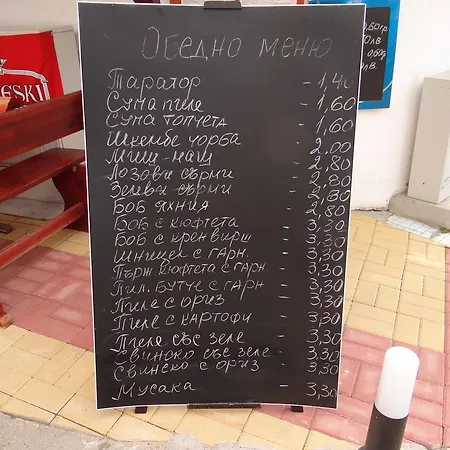 Обедно меню
Таратор - 1,40
Супа пиле - 1,60
Супа топчета - 1,60
Шкембе чорба - 2,00
Миш-маш - 2,80
Лозови сърми - 2,80
Зелеви сърми - 2,80
Боб яхния - 2,80
Боб с кюфтета - 3,30
Боб с кренвирш - 3,30
Шницел с гарн. - 3,30
Пърж. кюфтета с гарн. - 3,30
Пил. бутче с гарн - 3,30
Пиле с ориз - 3,30
Пиле с картофи - 3,30
Пиле със зеле - 3,30
Свинско със зеле - 3,30
Свинско с ориз - 3,30
Мусака - 3,30